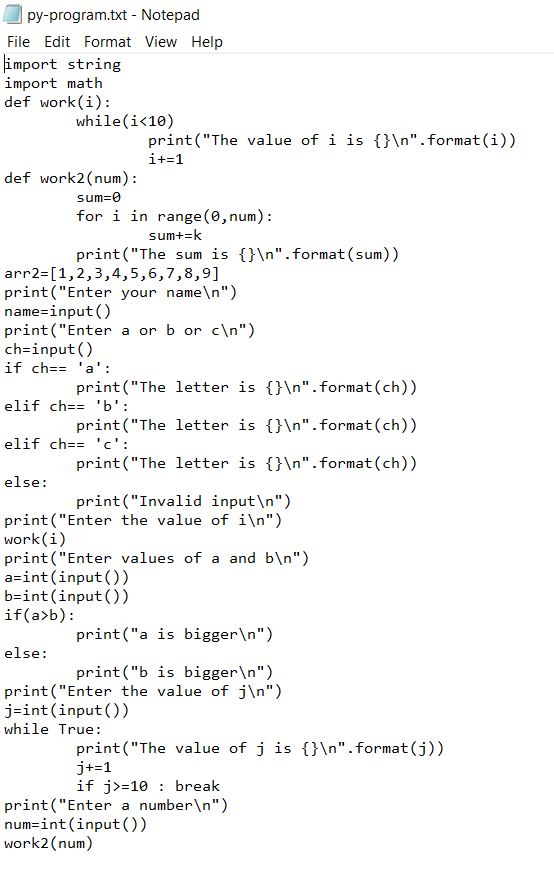 py-program.txt - Notepad
File Edit Format View Help
import string
import math
def work(i):
        while(i<10)
                print("The value of i is {}\n".format(i))
                i+=1
def work2(num):
        sum=0
        for i in range(0,num):
                sum+=k
        print("The sum is {}\n".format(sum))
arr2=[1,2,3,4,5,6,7,8,9]
print("Enter your name\n")
name=input()
print("Enter a or b or c\n")
ch=input()
if ch== 'a':
        print("The letter is {}\n".format(ch))
elif ch== 'b':
        print("The letter is {}\n".format(ch))
elif ch== 'c':
        print("The letter is {}\n".format(ch))
else:
        print("Invalid input\n")
print("Enter the value of i\n")
work(i)
print("Enter values of a and b\n")
a=int(input())
b=int(input())
if(a>b):
        print("a is bigger\n")
else:
        print("b is bigger\n")
print("Enter the value of j\n")
j=int(input())
while True:
        print("The value of j is {}\n".format(j))
        j+=1
        if j>=10 : break
print("Enter a number\n")
num=int(input())
work2(num)